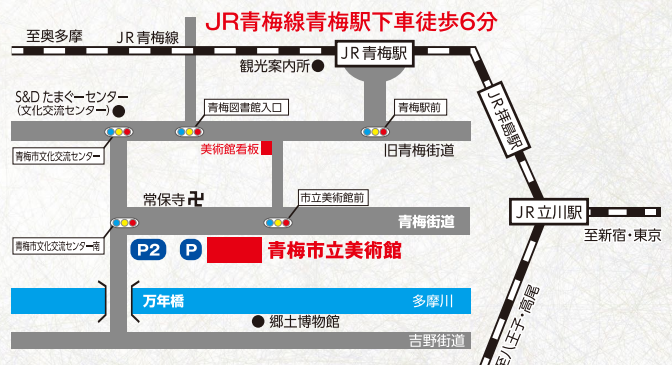 JR青梅線青梅駅下車徒歩6分
至奥多摩
JR青梅線
JR青梅駅
観光案内所
S&Dたまぐーセンター
(文化交流センター)
青梅図書館入口
青梅駅前
JR拝島駅
青梅市文化交流センター
美術館看板
旧青梅街道
常保寺
市立美術館前
JR立川駅
青梅街道
至新宿・東京
青梅市文化交流センター南
P2
P
青梅市立美術館
万年橋
多摩川
郷土博物館
至八王子・高尾
吉野街道